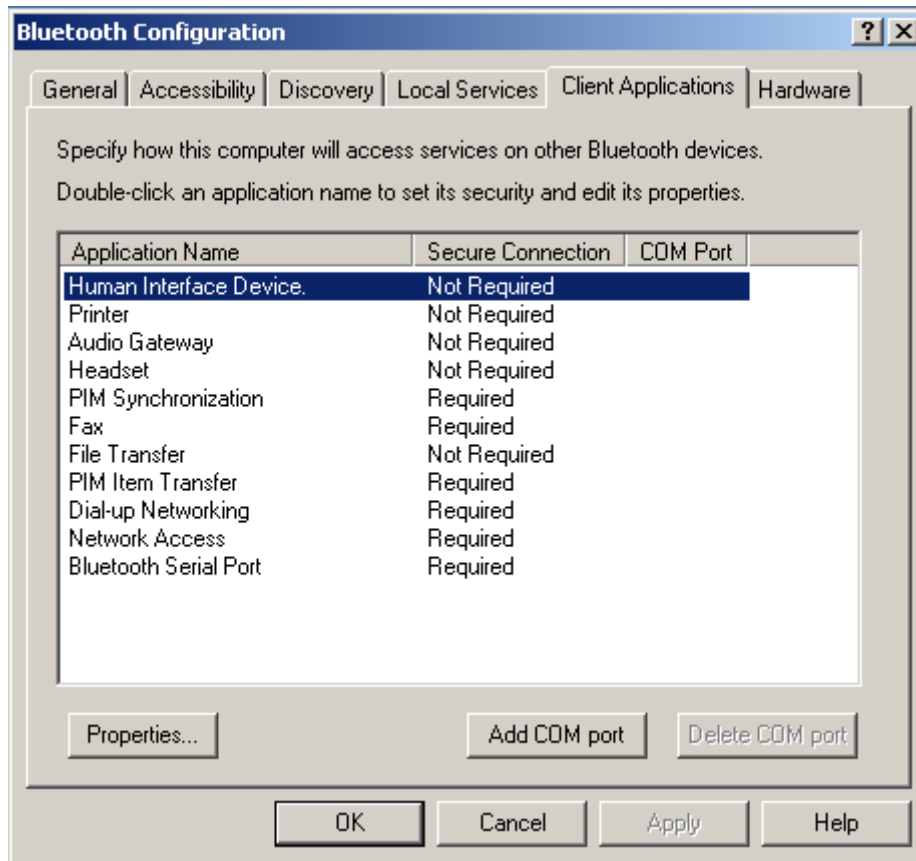 Bluetooth Configuration
General Accessibility Discovery Local Services Client Applications Hardware
Specify how this computer will access services on other Bluetooth devices.
Double-click an application name to set its security and edit its properties.
Application Name Secure Connection COM Port
Human Interface Device. Not Required
Printer Not Required
Audio Gateway Not Required
Headset Not Required
PIM Synchronization Required
Fax Required
File Transfer Not Required
PIM Item Transfer Required
Dial-up Networking Required
Network Access Required
Bluetooth Serial Port Required
Properties... Add COM port Delete COM port
OK Cancel Apply Help